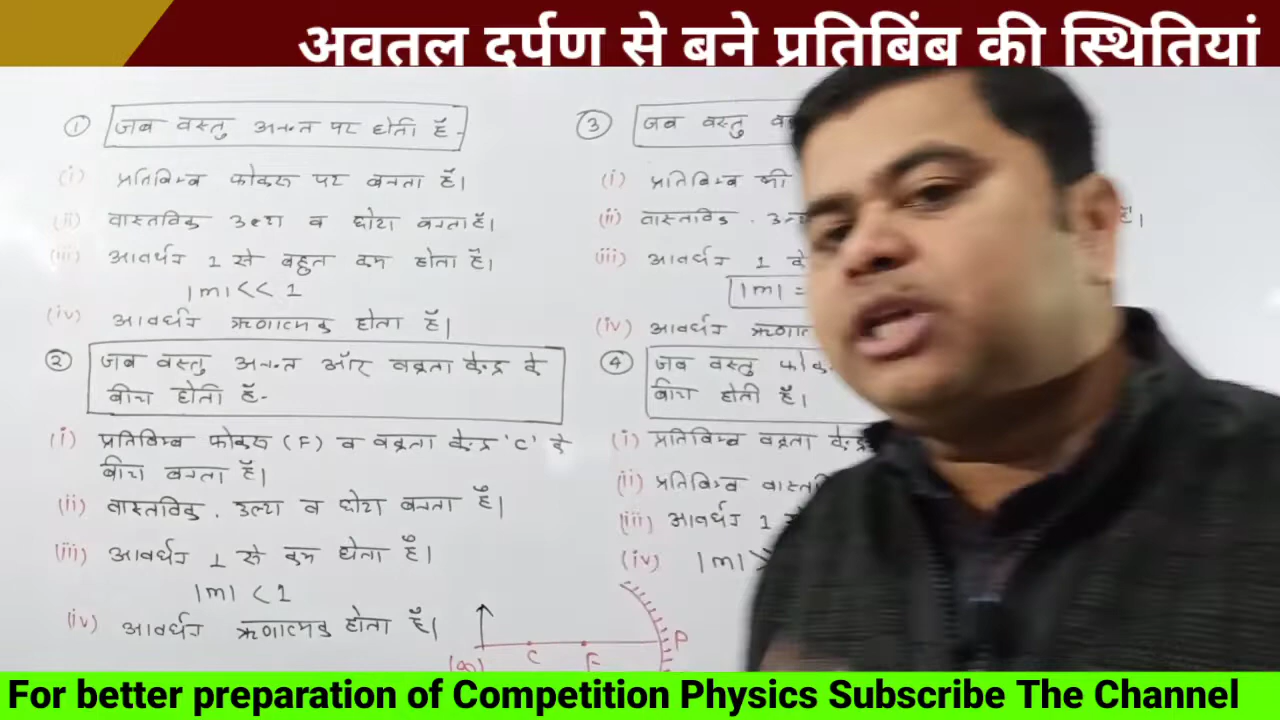 अवतल दर्पण से बने प्रतिबिंब की स्थितियां
① जब वस्तु अनन्त पर होती है -
(i) प्रतिबिम्ब फोकस पर बनता है।
(ii) वास्तविक उल्टा व छोटा बनता है।
(iii) आवर्धन 1 से बहुत कम होता है।
|m| << 1
(iv) आवर्धन ऋणात्मक होता है।
② जब वस्तु अनन्त और वक्रता केन्द्र के
बीच होती है-
(i) प्रतिबिम्ब फोकस (F) व वक्रता केन्द्र 'C' के
बीच बनता है।
(ii) वास्तविक, उल्टा व छोटा बनता है।
(iii) आवर्धन 1 से कम होता है।
|m| < 1
(iv) आवर्धन ऋणात्मक होता है।
(∞) C F P
③ जब वस्तु
(i) प्रतिबिम्ब भी
(ii) वास्तविक, है।
(iii) आवर्धन 1 के
|m| =
(iv) आवर्धन
④ जब वस्तु
बीच होती है।
(i) प्रतिबिम्ब वक्रता केन्द्र
(ii) प्रतिबिम्ब
(iii) आवर्धन 1
(iv) |m| >
For better preparation of Competition Physics Subscribe The Channel